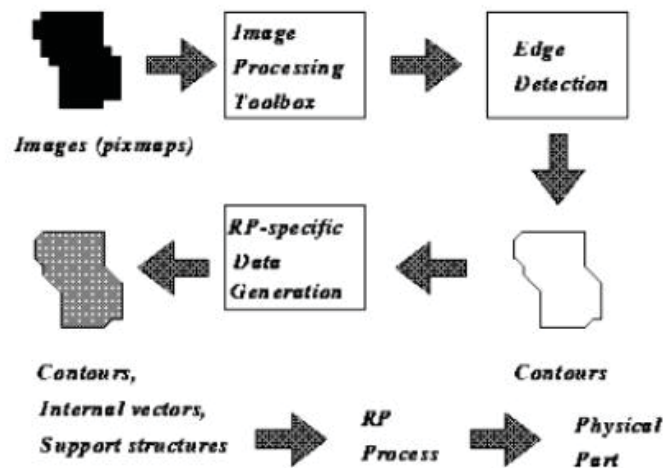 Image
Processing
Toolbox
Edge
Detection
Images (pixmaps)
RP-specific
Data
Generation
Contours,
Internal vectors,
Support structures
Contours
RP
Process
Physical
Part